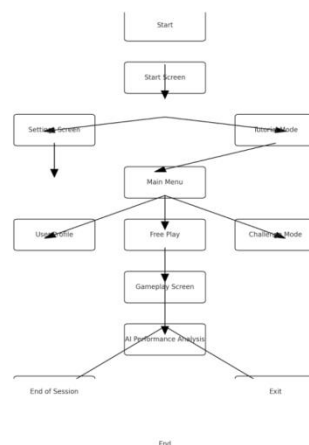 Start
Start Screen
Settings Screen
Tutorial Mode
Main Menu
User Profile
Free Play
Challenge Mode
Gameplay Screen
AI Performance Analysis
End of Session
Exit
End